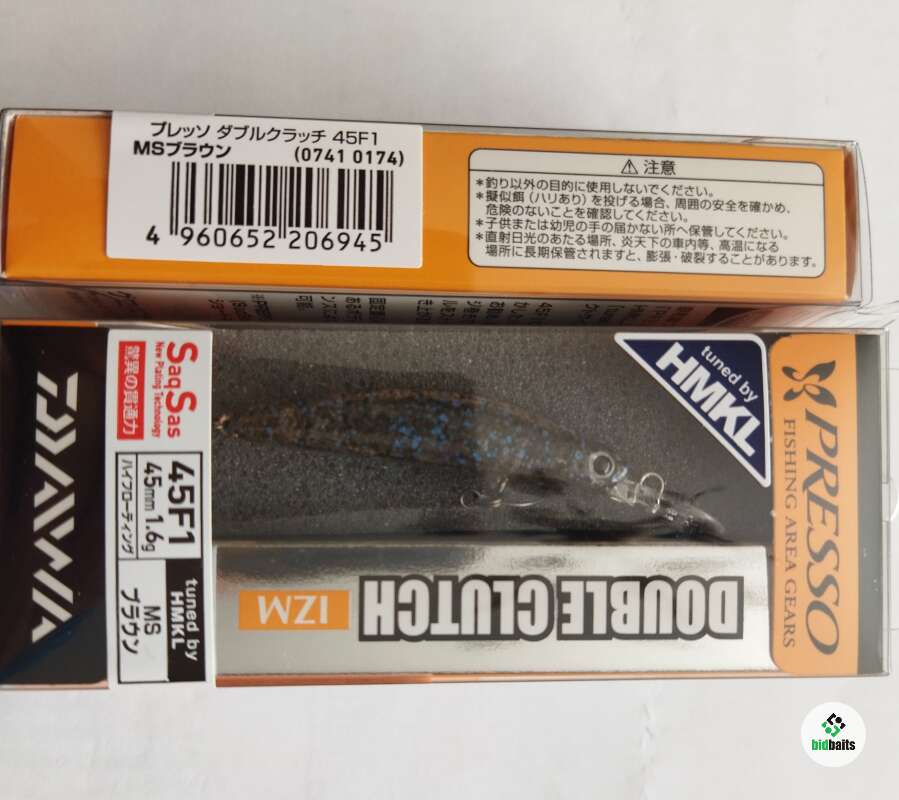 プレッソ ダブルクラッチ 45F1
MSブラウン (0741 0174)
4 960652 206945
⚠ 注意
*釣り以外の目的に使用しないでください。
*擬似餌(ハリあり)を投げる場合、周囲の安全を確かめ、
危険のないことを確認してください。
*子供または幼児の手の届かない所へ保管してください。
*直射日光のあたる場所、炎天下の車内等、高温になる
場所に長期保管されますと、膨張・破裂することがあります。
DAIWA
SaqSas
New Plating Technology
驚異の貫通力
45F1
45mm 1.6g
ハイフローティング
tuned by
HMKL
MS
ブラウン
tuned by
HMKL
PRESSO
FISHING AREA GEARS
DOUBLE CLUTCH
IZM
bidbaits